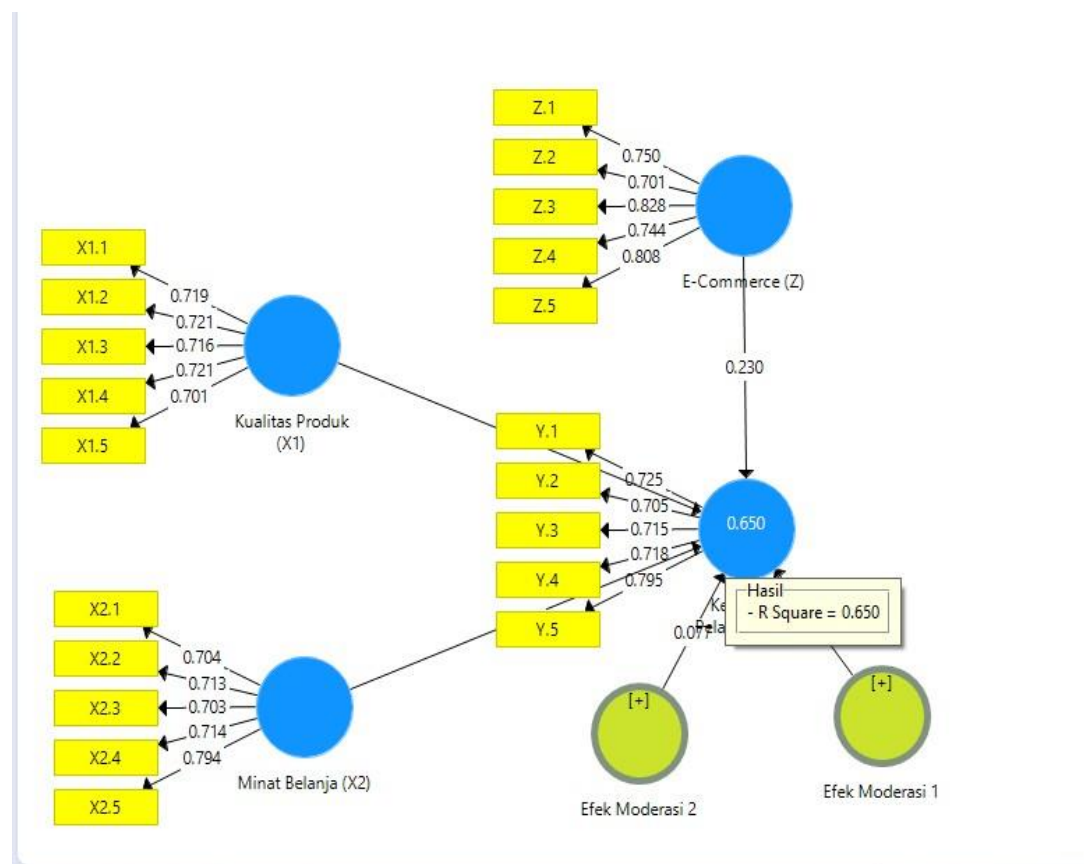 Z.1
Z.2
Z.3
Z.4
Z.5
0.750
0.701
0.828
0.744
0.808
E-Commerce (Z)
0.230
X1.1
X1.2
X1.3
X1.4
X1.5
0.719
0.721
0.716
0.721
0.701
Kualitas Produk
(X1)
Y.1
Y.2
Y.3
Y.4
Y.5
0.725
0.705
0.715
0.718
0.795
0.650
Hasil
- R Square = 0.650
X2.1
X2.2
X2.3
X2.4
X2.5
0.704
0.713
0.703
0.714
0.794
Minat Belanja (X2)
[+]
Efek Moderasi 2
[+]
Efek Moderasi 1